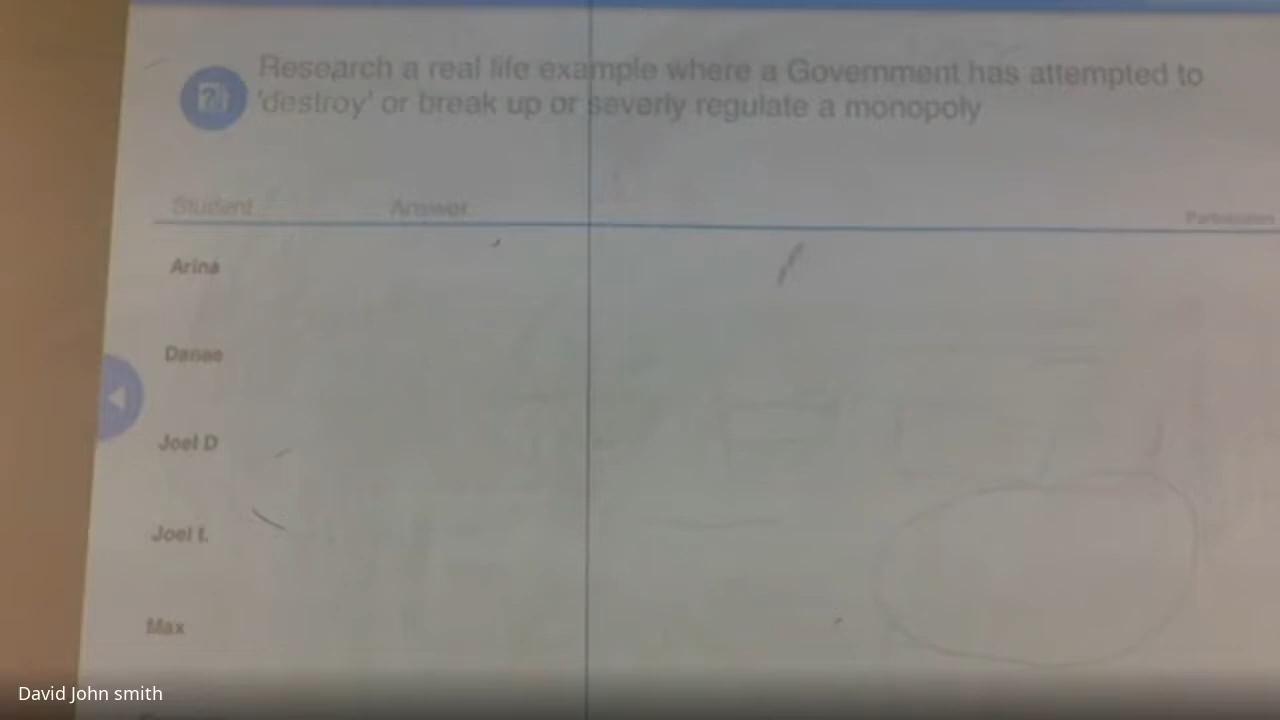 Research a real life example where a Government has attempted to
'destroy' or break up or severly regulate a monopoly
Student Answer
Arina
Danae
Joel D
Joel t.
Max
David John smith